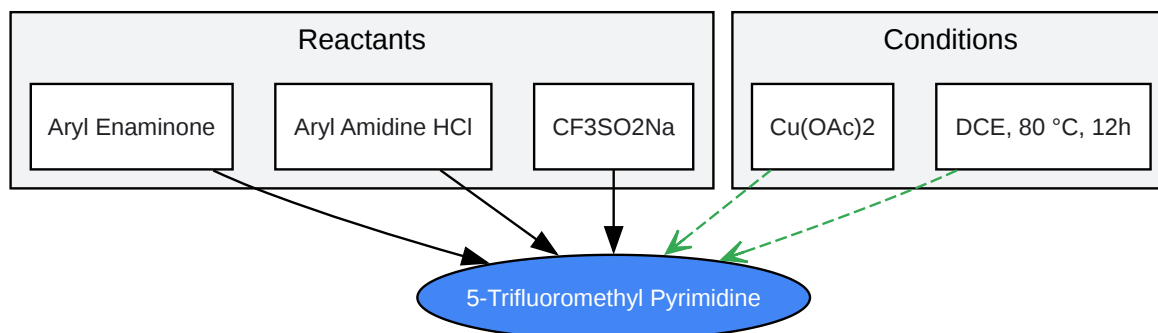 Reactants
Conditions
Aryl Enaminone
Aryl Amidine HCl
CF3SO2Na
Cu(OAc)2
DCE, 80 °C, 12h
5-Trifluoromethyl Pyrimidine